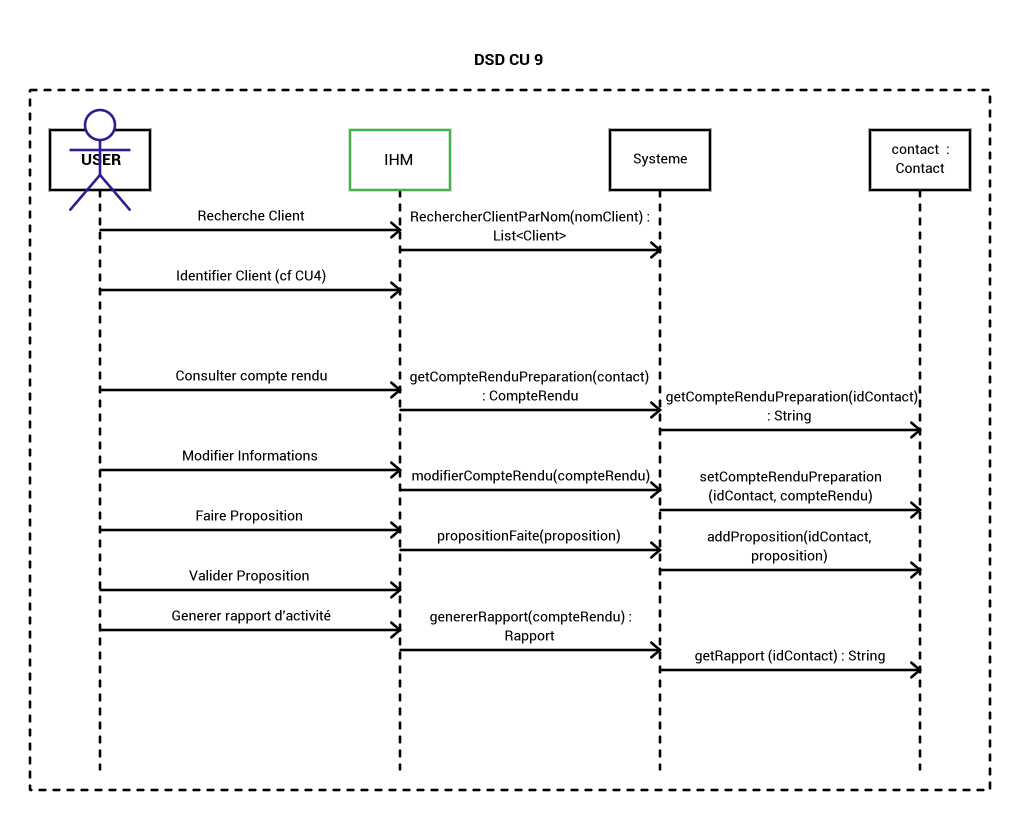 DSD CU 9
USER
IHM
Systeme
contact :
Contact
Recherche Client
RechercherClientParNom(nomClient) :
List<Client>
Identifier Client (cf CU4)
Consulter compte rendu
getCompteRenduPreparation(contact)
: CompteRendu
getCompteRenduPreparation(idContact)
: String
Modifier Informations
modifierCompteRendu(compteRendu)
setCompteRenduPreparation
(idContact, compteRendu)
Faire Proposition
propositionFaite(proposition)
addProposition(idContact,
proposition)
Valider Proposition
Generer rapport d'activité
genererRapport(compteRendu) :
Rapport
getRapport (idContact) : String